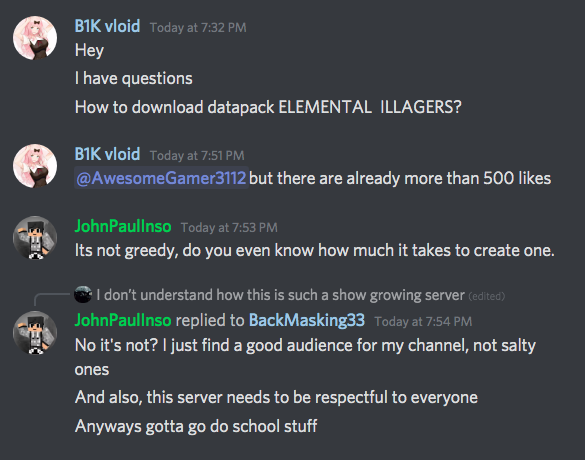 B1K vloid Today at 7:32 PM
Hey
I have questions
How to download datapack ELEMENTAL ILLAGERS?
B1K vloid Today at 7:51 PM
@AwesomeGamer3112 but there are already more than 500 likes
JohnPaulInso Today at 7:53 PM
Its not greedy, do you even know how much it takes to create one.
I don't understand how this is such a show growing server (edited)
JohnPaulInso replied to BackMasking33 Today at 7:54 PM
No it's not? I just find a good audience for my channel, not salty
ones
And also, this server needs to be respectful to everyone
Anyways gotta go do school stuff